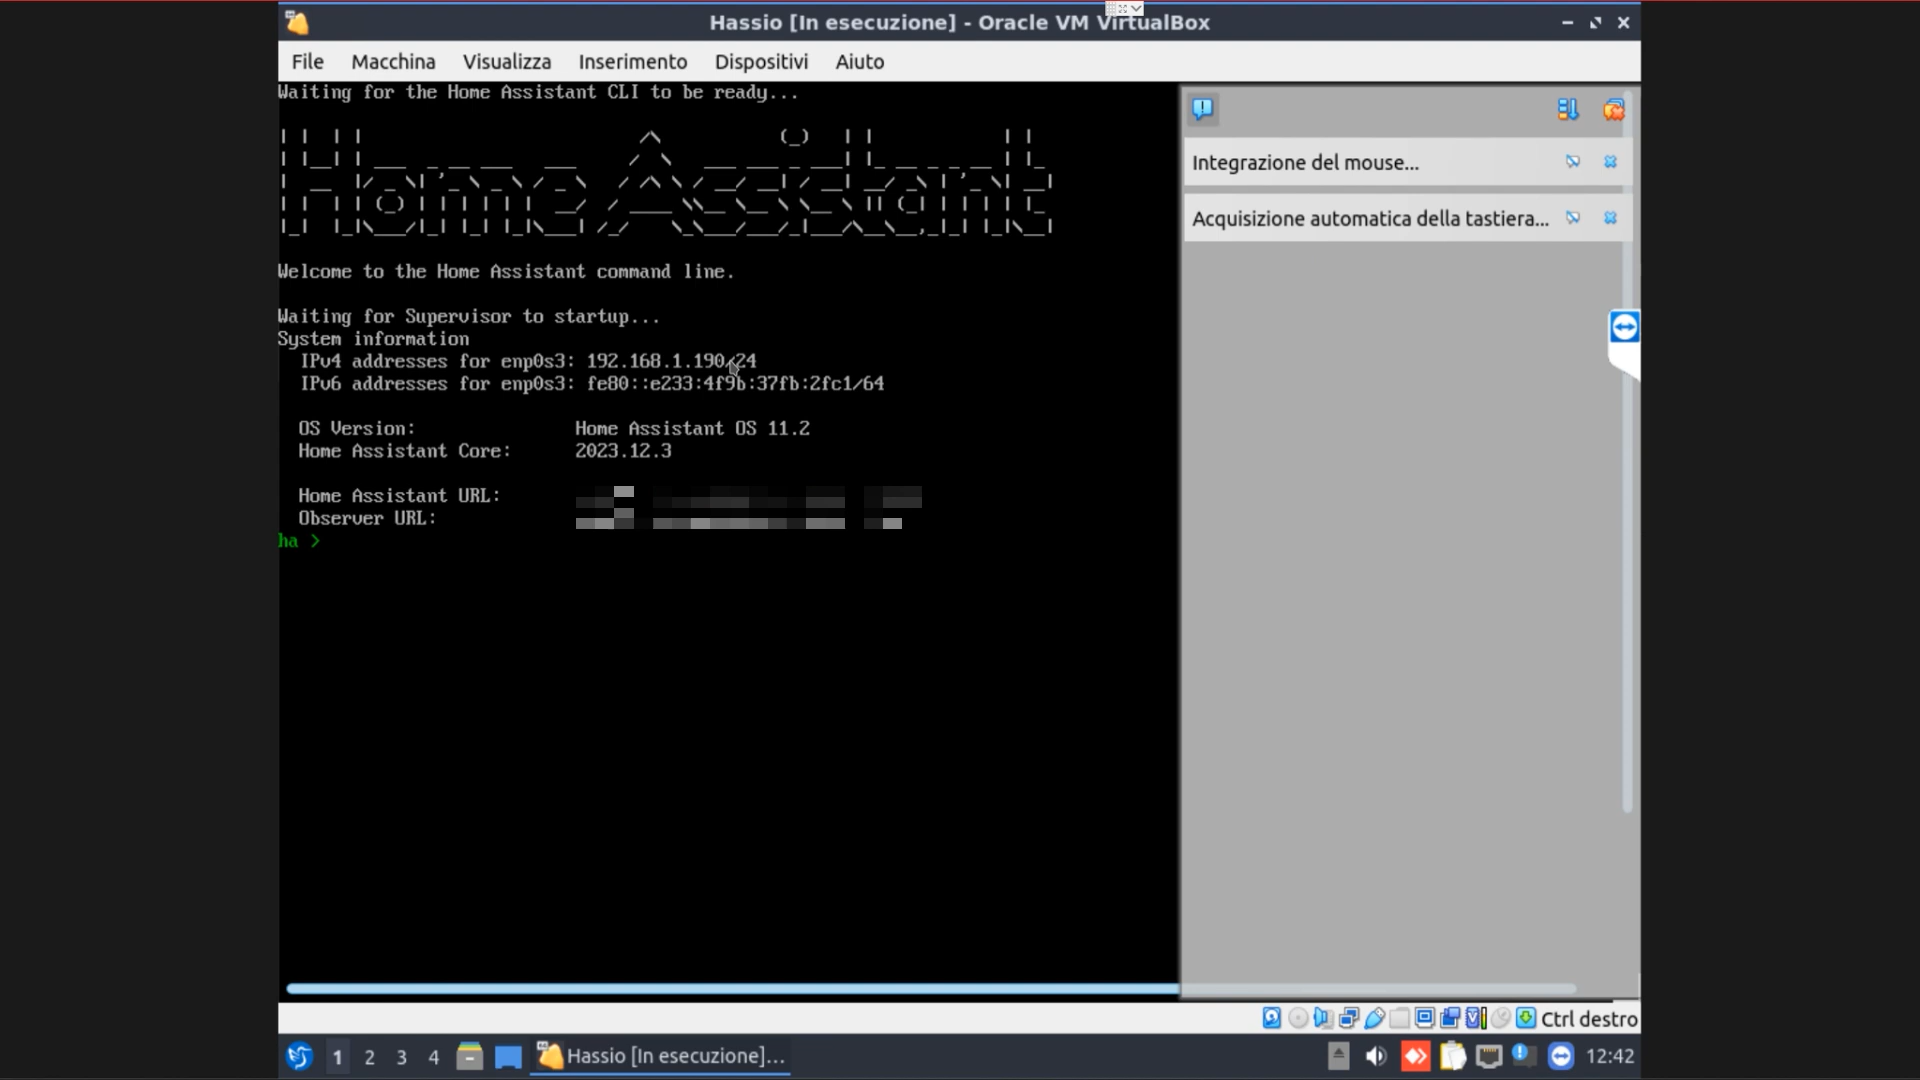 Hassio [In esecuzione] - Oracle VM VirtualBox
File Macchina Visualizza Inserimento Dispositivi Aiuto
Waiting for the Home Assistant CLI to be ready...
Home Assistant
Welcome to the Home Assistant command line.
Waiting for Supervisor to startup...
System information
IPv4 addresses for enp0s3: 192.168.1.190/24
IPv6 addresses for enp0s3: fe80::e233:4f9b:37fb:2fc1/64
OS Version: Home Assistant OS 11.2
Home Assistant Core: 2023.12.3
Home Assistant URL:
Observer URL:
ha >
Integrazione del mouse...
Acquisizione automatica della tastiera...
Ctrl destro
1 2 3 4 Hassio [In esecuzione]... 12:42